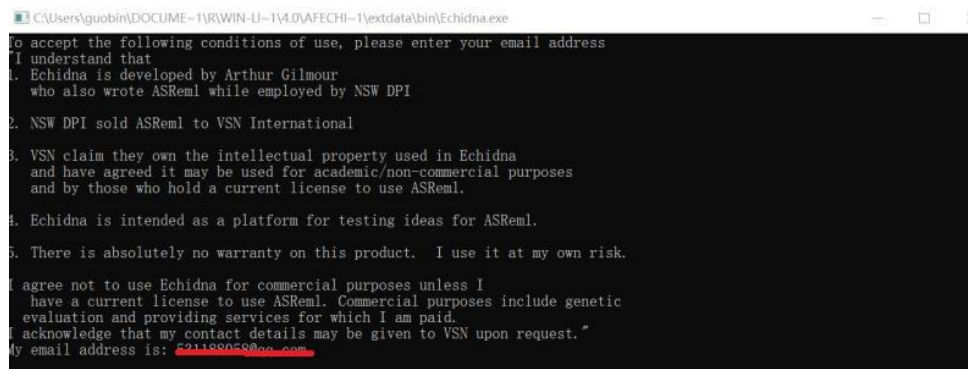 C:\Users\guobin\DOCUME~1\R\WIN-LI~1\4.0\AFECHI~1\extdata\bin\Echidna.exe
To accept the following conditions of use, please enter your email address
"I understand that
1. Echidna is developed by Arthur Gilmour
who also wrote ASReml while employed by NSW DPI
2. NSW DPI sold ASReml to VSN International
3. VSN claim they own the intellectual property used in Echidna
and have agreed it may be used for academic/non-commercial purposes
and by those who hold a current license to use ASReml.
4. Echidna is intended as a platform for testing ideas for ASReml.
5. There is absolutely no warranty on this product.  I use it at my own risk.
I agree not to use Echidna for commercial purposes unless I
have a current license to use ASReml. Commercial purposes include genetic
evaluation and providing services for which I am paid.
I acknowledge that my contact details may be given to VSN upon request."
My email address is: